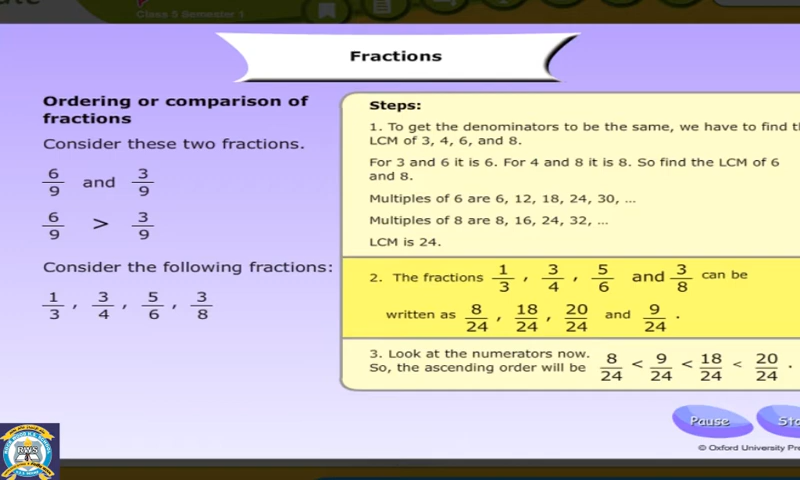 Class 5 Semester 1
Fractions
Ordering or comparison of
fractions
Consider these two fractions.
6/9 and 3/9
6/9 > 3/9
Consider the following fractions:
1/3 , 3/4 , 5/6 , 3/8
Steps:
1. To get the denominators to be the same, we have to find th
LCM of 3, 4, 6, and 8.
For 3 and 6 it is 6. For 4 and 8 it is 8. So find the LCM of 6
and 8.
Multiples of 6 are 6, 12, 18, 24, 30, ...
Multiples of 8 are 8, 16, 24, 32, ...
LCM is 24.
2. The fractions 1/3 , 3/4 , 5/6 and 3/8 can be
written as 8/24 , 18/24 , 20/24 and 9/24 .
3. Look at the numerators now.
So, the ascending order will be 8/24 < 9/24 < 18/24 < 20/24 .
Pause
Sto
© Oxford University Pre
RWS